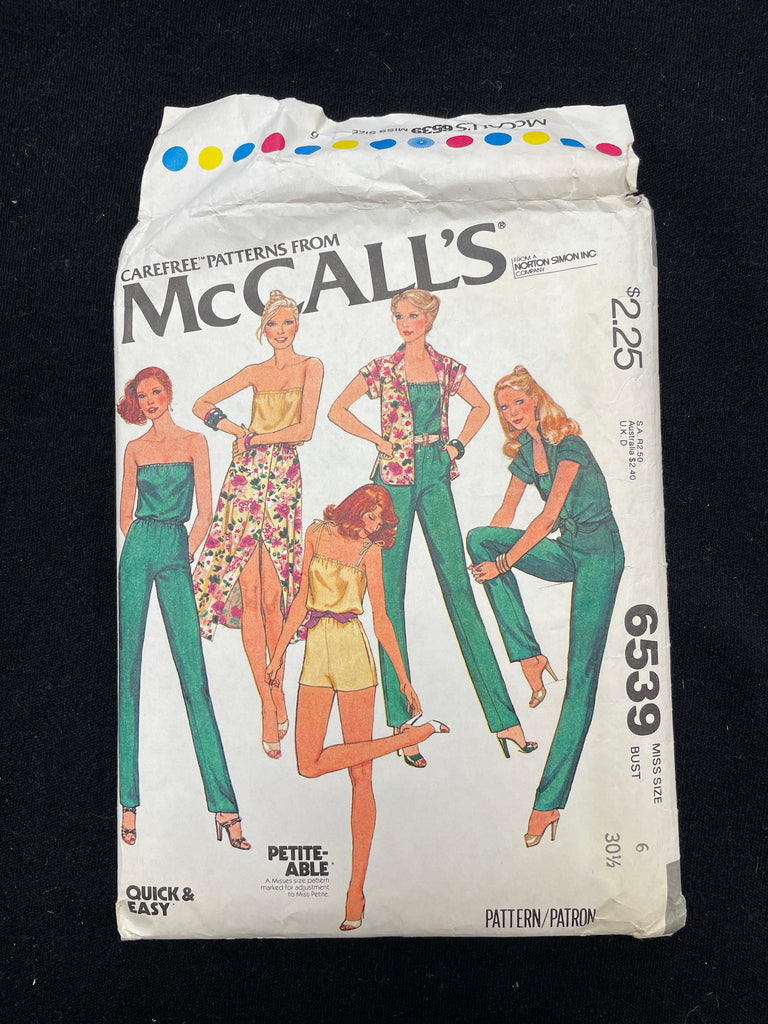 McCALL'S 6539 MISS SIZE 6
CAREFREE™ PATTERNS FROM
McCALL'S®
FROM A
NORTON SIMON INC
COMPANY
$2.25
S.A. R2.50
Australia $2.40
U.K. D
6539
MISS SIZE 6
BUST 30½
PETITE-
ABLE
A Misses size pattern
marked for adjustment
to Miss Petite.
QUICK &
EASY
PATTERN/PATRON